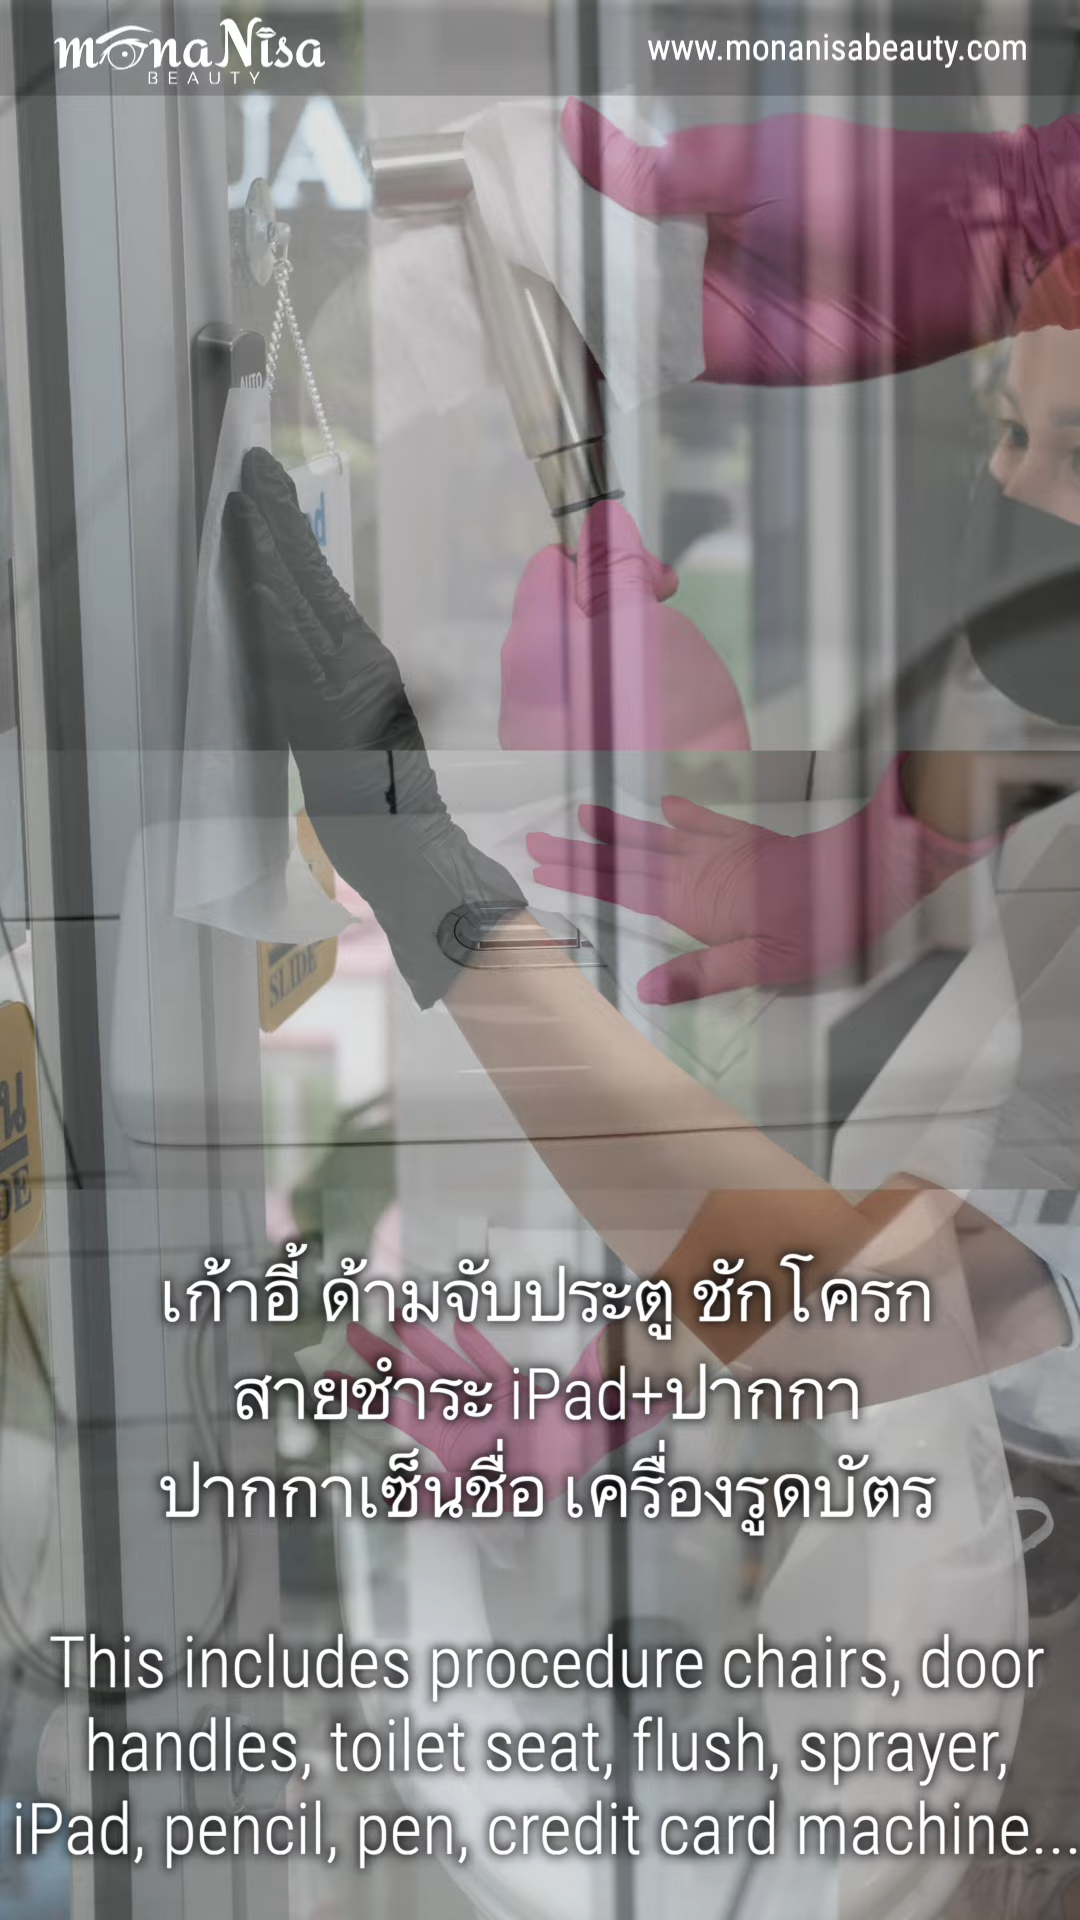 monaNisa
BEAUTY
www.monanisabeauty.com
AUTO
SLIDE
เก้าอี้ ด้ามจับประตู ชักโครก
สายชำระ iPad+ปากกา
ปากกาเซ็นชื่อ เครื่องรูดบัตร
This includes procedure chairs, door
handles, toilet seat, flush, sprayer,
iPad, pencil, pen, credit card machine...